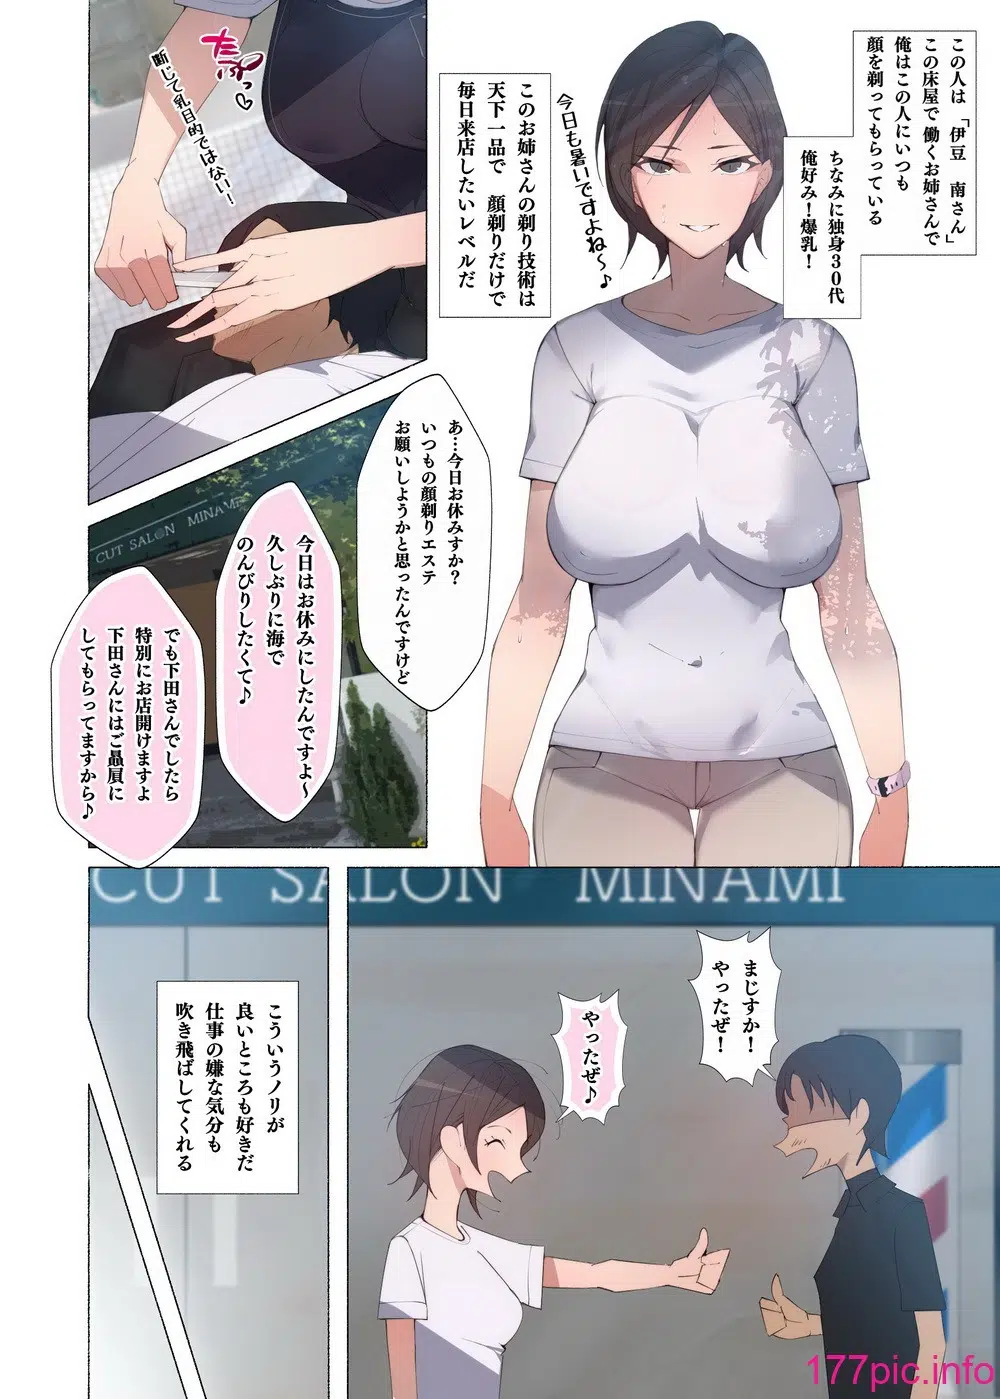 この人は 「伊豆 南さん」
この床屋で 働くお姉さんで
俺はこの人にいつも
顔を剃ってもらっている
ちなみに独身30代
俺好み！爆乳！
今日も暑いですよね〜♪
このお姉さんの剃り技術は
天下一品で 顔剃りだけで
毎日来店したいレベルだ
たぷっ♡
断じて乳目的ではない！
あ…今日お休みすか？
いつもの顔剃りエステ
お願いしようかと思ったんですけど
今日はお休みにしたんですよ〜
久しぶりに海で
のんびりしたくて♪
でも下田さんでしたら
特別にお店開けますよ
下田さんにはご贔屓に
してもらってますから♪
CUT SALON MINAMI
CUT SALON MINAMI
まじすか！
やったぜ！
やったぜ♪
こういうノリが
良いところも好きだ
仕事の嫌な気分も
吹き飛ばしてくれる
177pic.info